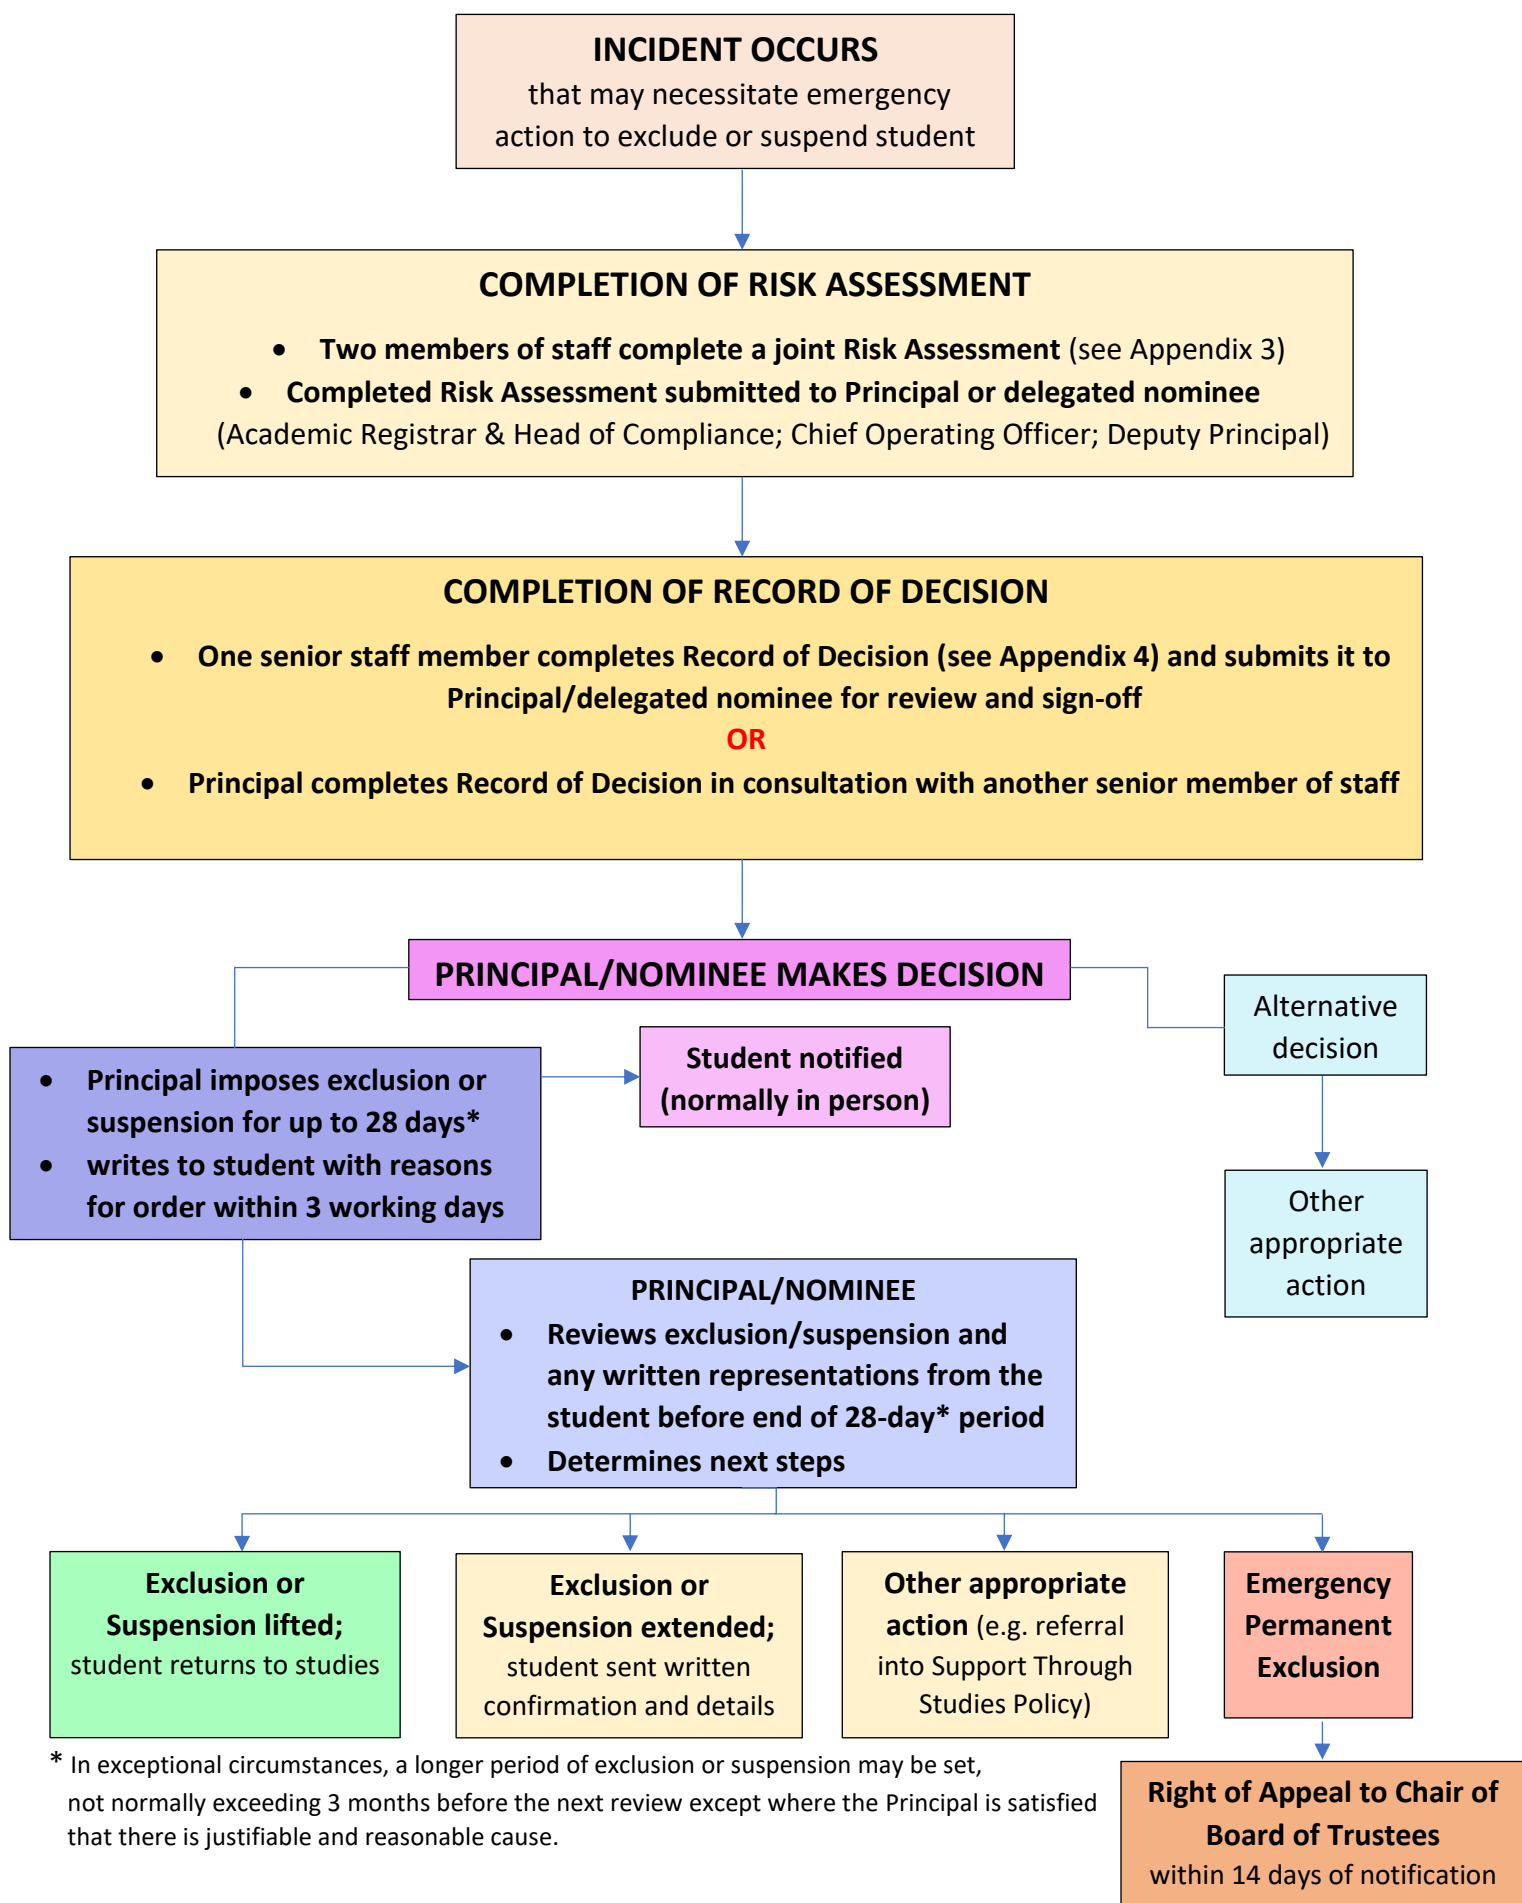 INCIDENT OCCURS
that may necessitate emergency
action to exclude or suspend student
COMPLETION OF RISK ASSESSMENT
• Two members of staff complete a joint Risk Assessment (see Appendix 3)
• Completed Risk Assessment submitted to Principal or delegated nominee
(Academic Registrar & Head of Compliance; Chief Operating Officer; Deputy Principal)
COMPLETION OF RECORD OF DECISION
• One senior staff member completes Record of Decision (see Appendix 4) and submits it to
Principal/delegated nominee for review and sign-off
OR
• Principal completes Record of Decision in consultation with another senior member of staff
PRINCIPAL/NOMINEE MAKES DECISION
Alternative
decision
• Principal imposes exclusion or
suspension for up to 28 days*
• writes to student with reasons
for order within 3 working days
Student notified
(normally in person)
Other
appropriate
action
PRINCIPAL/NOMINEE
• Reviews exclusion/suspension and
any written representations from the
student before end of 28-day* period
• Determines next steps
Exclusion or
Suspension lifted;
student returns to studies
Exclusion or
Suspension extended;
student sent written
confirmation and details
Other appropriate
action (e.g. referral
into Support Through
Studies Policy)
Emergency
Permanent
Exclusion
* In exceptional circumstances, a longer period of exclusion or suspension may be set,
not normally exceeding 3 months before the next review except where the Principal is satisfied
that there is justifiable and reasonable cause.
Right of Appeal to Chair of
Board of Trustees
within 14 days of notification